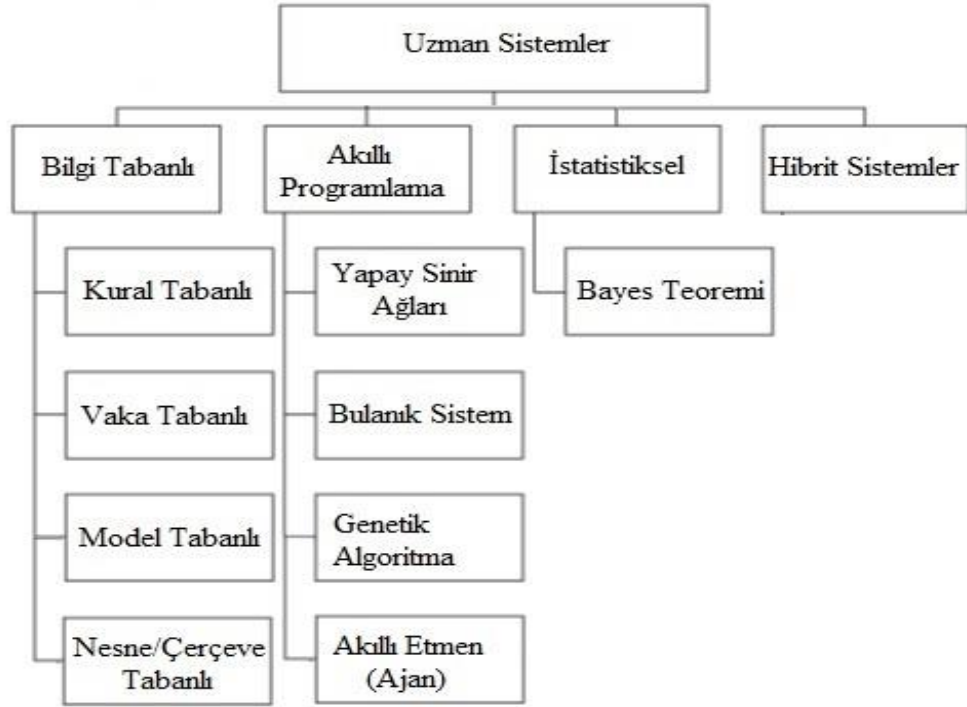 Uzman Sistemler
Bilgi Tabanlı
Akıllı
Programlama
İstatistiksel
Hibrit Sistemler
Kural Tabanlı
Vaka Tabanlı
Model Tabanlı
Nesne/Çerçeve
Tabanlı
Yapay Sinir
Ağları
Bulanık Sistem
Genetik
Algoritma
Akıllı Etmen
(Ajan)
Bayes Teoremi